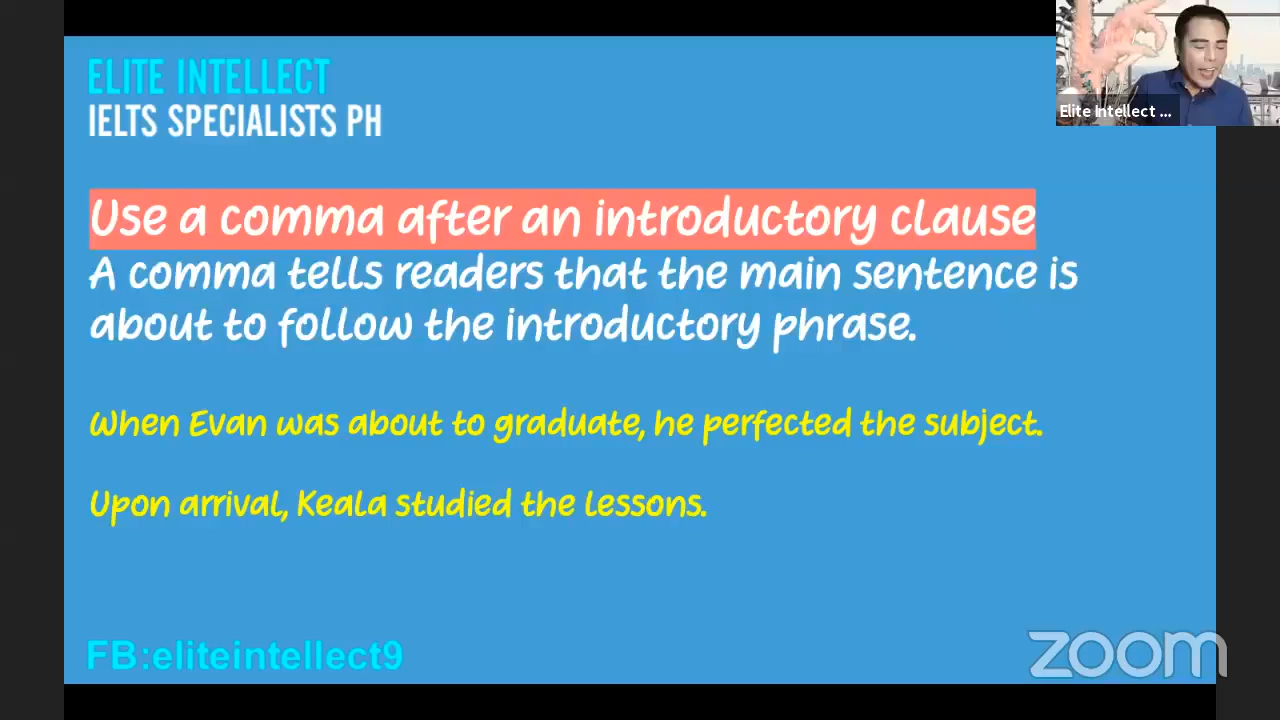 ELITE INTELLECT
IELTS SPECIALISTS PH
Elite Intellect ...
Use a comma after an introductory clause
A comma tells readers that the main sentence is
about to follow the introductory phrase.
When Evan was about to graduate, he perfected the subject.
Upon arrival, Keala studied the lessons.
FB:eliteintellect9
zoom